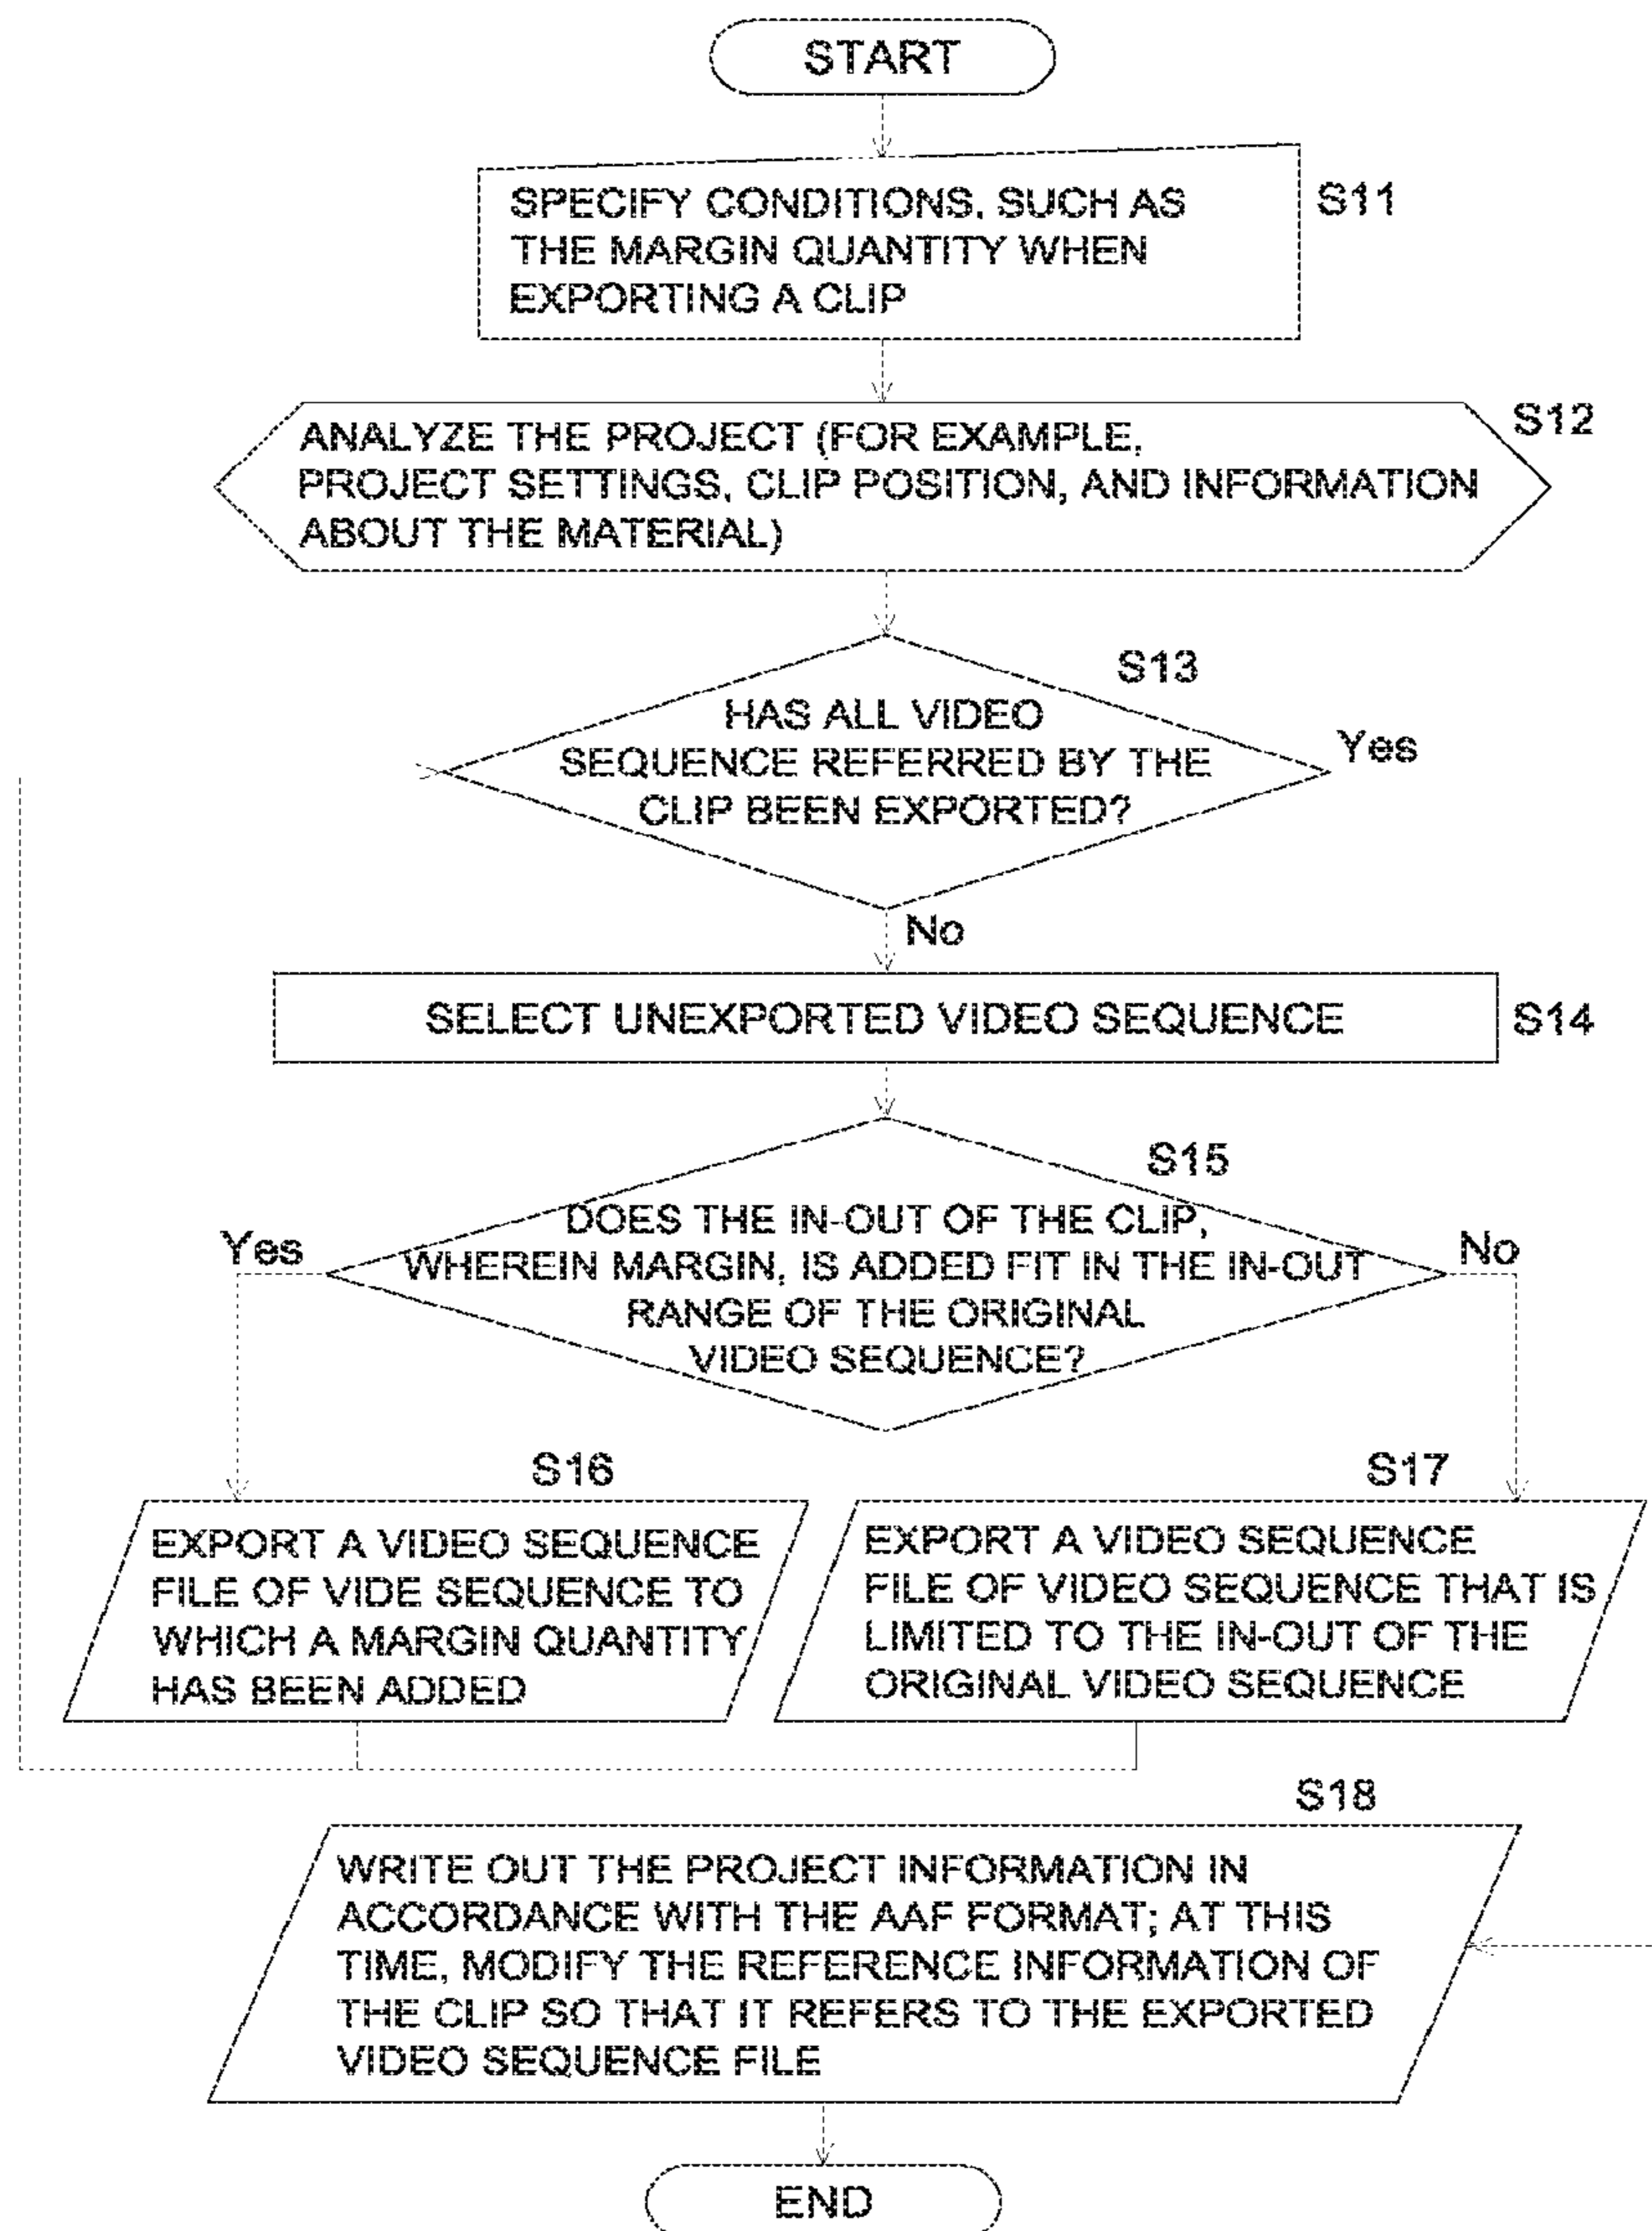 START
SPECIFY CONDITIONS, SUCH AS
THE MARGIN QUANTITY WHEN
EXPORTING A CLIP
S11
ANALYZE THE PROJECT (FOR EXAMPLE,
PROJECT SETTINGS, CLIP POSITION, AND INFORMATION
ABOUT THE MATERIAL)
S12
S13
HAS ALL VIDEO
SEQUENCE REFERRED BY THE
CLIP BEEN EXPORTED?
Yes
No
SELECT UNEXPORTED VIDEO SEQUENCE
S14
S15
DOES THE IN-OUT OF THE CLIP,
WHEREIN MARGIN, IS ADDED FIT IN THE IN-OUT
RANGE OF THE ORIGINAL
VIDEO SEQUENCE?
Yes
No
S16
EXPORT A VIDEO SEQUENCE
FILE OF VIDE SEQUENCE TO
WHICH A MARGIN QUANTITY
HAS BEEN ADDED
S17
EXPORT A VIDEO SEQUENCE
FILE OF VIDEO SEQUENCE THAT IS
LIMITED TO THE IN-OUT OF THE
ORIGINAL VIDEO SEQUENCE
S18
WRITE OUT THE PROJECT INFORMATION IN
ACCORDANCE WITH THE AAF FORMAT; AT THIS
TIME, MODIFY THE REFERENCE INFORMATION OF
THE CLIP SO THAT IT REFERS TO THE EXPORTED
VIDEO SEQUENCE FILE
END